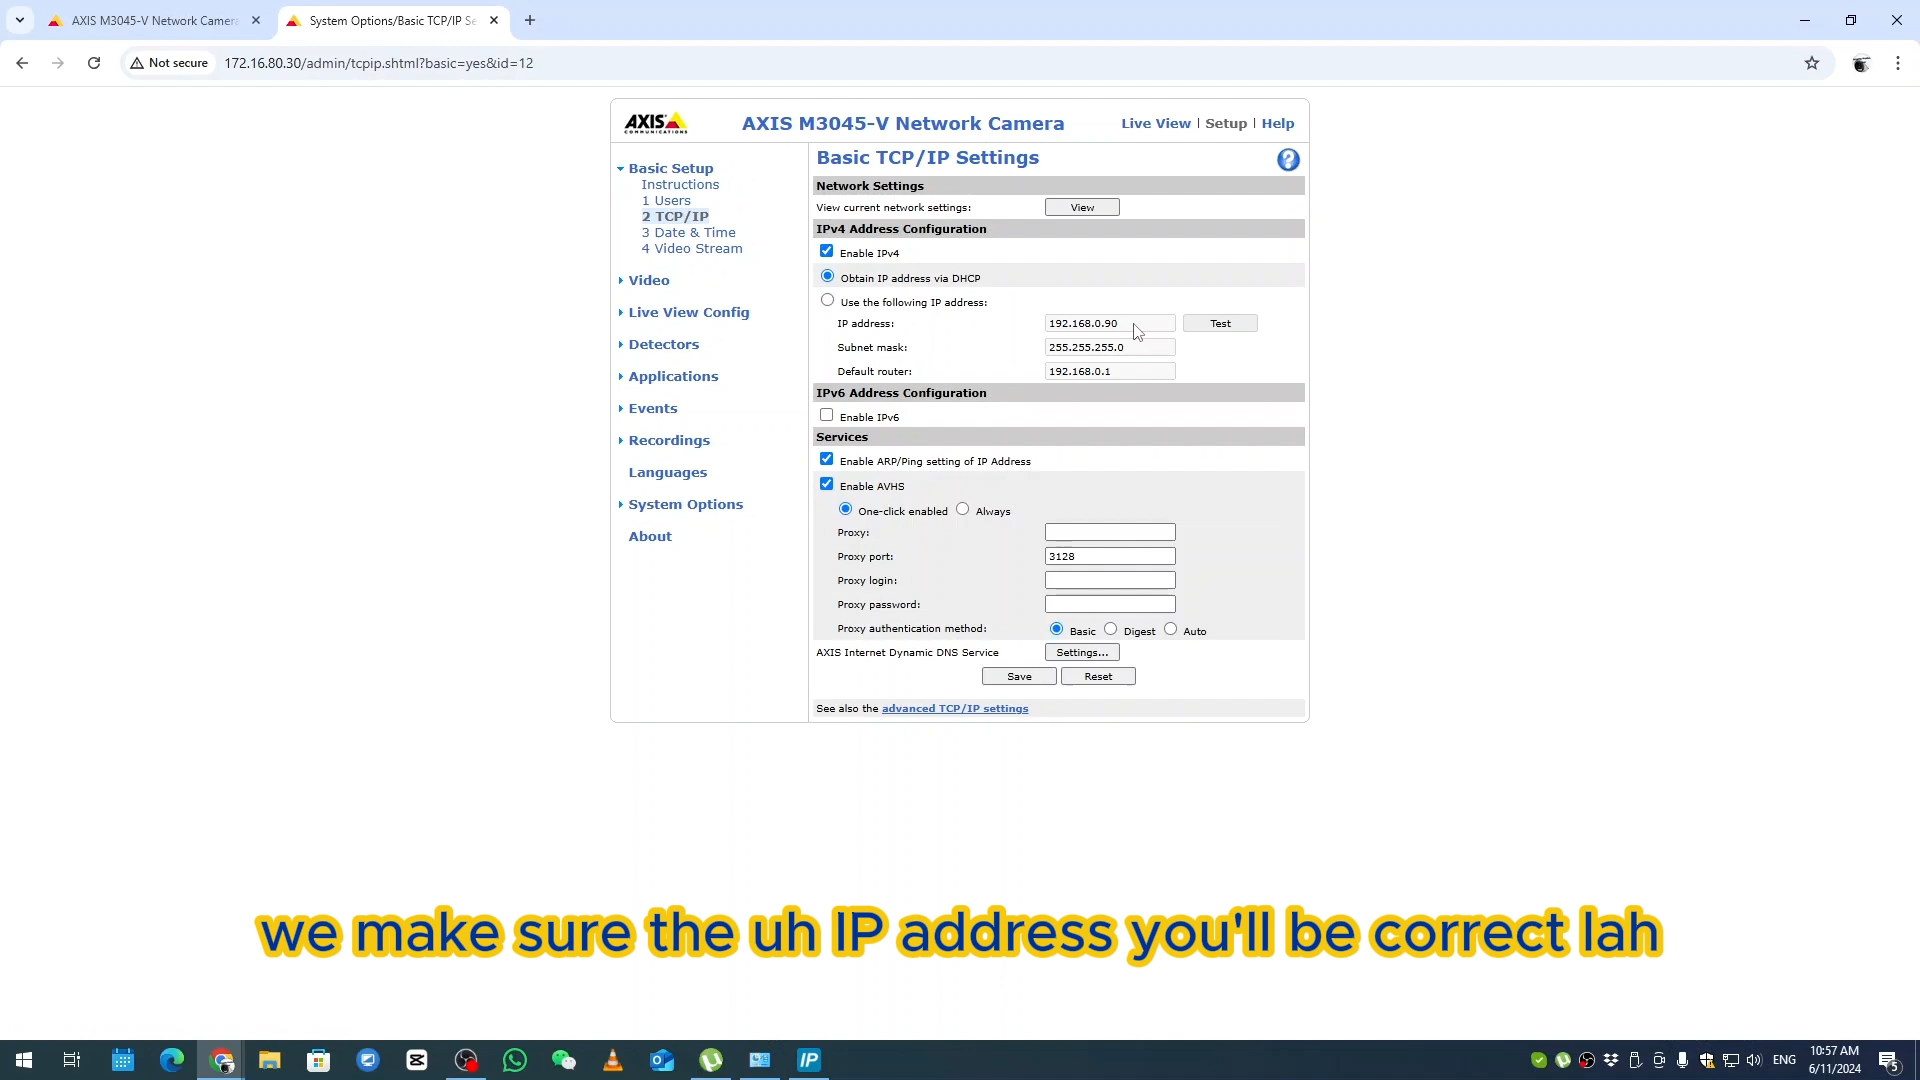 AXIS M3045-V Network Camera
System Options/Basic TCP/IP Se
Not secure
172.16.80.30/admin/tcpip.shtml?basic=yes&id=12
AXIS
COMMUNICATIONS
AXIS M3045-V Network Camera
Live View | Setup | Help
Basic Setup
Instructions
1 Users
2 TCP/IP
3 Date & Time
4 Video Stream
Video
Live View Config
Detectors
Applications
Events
Recordings
Languages
System Options
About
Basic TCP/IP Settings
Network Settings
View current network settings: View
IPv4 Address Configuration
Enable IPv4
Obtain IP address via DHCP
Use the following IP address:
IP address: 192.168.0.90 Test
Subnet mask: 255.255.255.0
Default router: 192.168.0.1
IPv6 Address Configuration
Enable IPv6
Services
Enable ARP/Ping setting of IP Address
Enable AVHS
One-click enabled Always
Proxy:
Proxy port: 3128
Proxy login:
Proxy password:
Proxy authentication method: Basic Digest Auto
AXIS Internet Dynamic DNS Service Settings...
Save Reset
See also the advanced TCP/IP settings
we make sure the uh IP address you'll be correct lah
IP
ENG
10:57 AM
6/11/2024
5